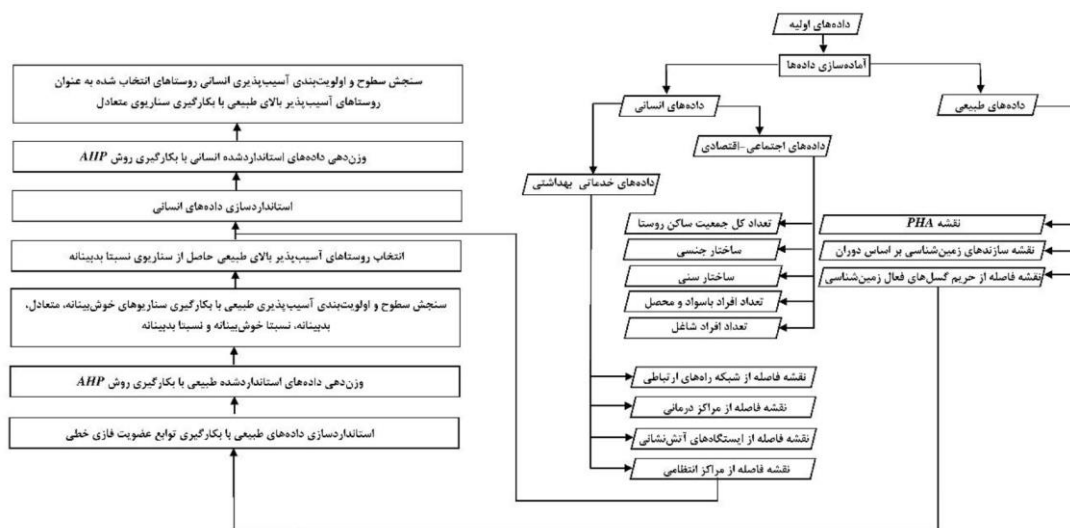 داده‌های اولیه
آماده‌سازی داده‌ها
داده‌های طبیعی
داده‌های انسانی
داده‌های اجتماعی-اقتصادی
داده‌های خدماتی بهداشتی
نقشه PHA
نقشه سازندهای زمین‌شناسی بر اساس دوران
نقشه فاصله از حریم گسل‌های فعال زمین‌شناسی
تعداد کل جمعیت ساکن روستا
ساختار جنسی
ساختار سنی
تعداد افراد باسواد و محصل
تعداد افراد شاغل
نقشه فاصله از شبکه راه‌های ارتباطی
نقشه فاصله از مراکز درمانی
نقشه فاصله از ایستگاه‌های آتش‌نشانی
نقشه فاصله از مراکز انتظامی
سنجش سطوح و اولویت‌بندی آسیب‌پذیری انسانی روستاهای انتخاب شده به عنوان
روستاهای آسیب‌پذیر بالای طبیعی با بکارگیری سناریوی متعادل
وزن‌دهی داده‌های استانداردشده انسانی با بکارگیری روش AHP
استانداردسازی داده‌های انسانی
انتخاب روستاهای آسیب‌پذیر بالای طبیعی حاصل از سناریوی نسبتا بدبینانه
سنجش سطوح و اولویت‌بندی آسیب‌پذیری طبیعی با بکارگیری سناریوهای خوش‌بینانه، متعادل،
بدبینانه، نسبتا خوش‌بینانه و نسبتا بدبینانه
وزن‌دهی داده‌های استانداردشده طبیعی با بکارگیری روش AHP
استانداردسازی داده‌های طبیعی با بکارگیری توابع عضویت فازی خطی